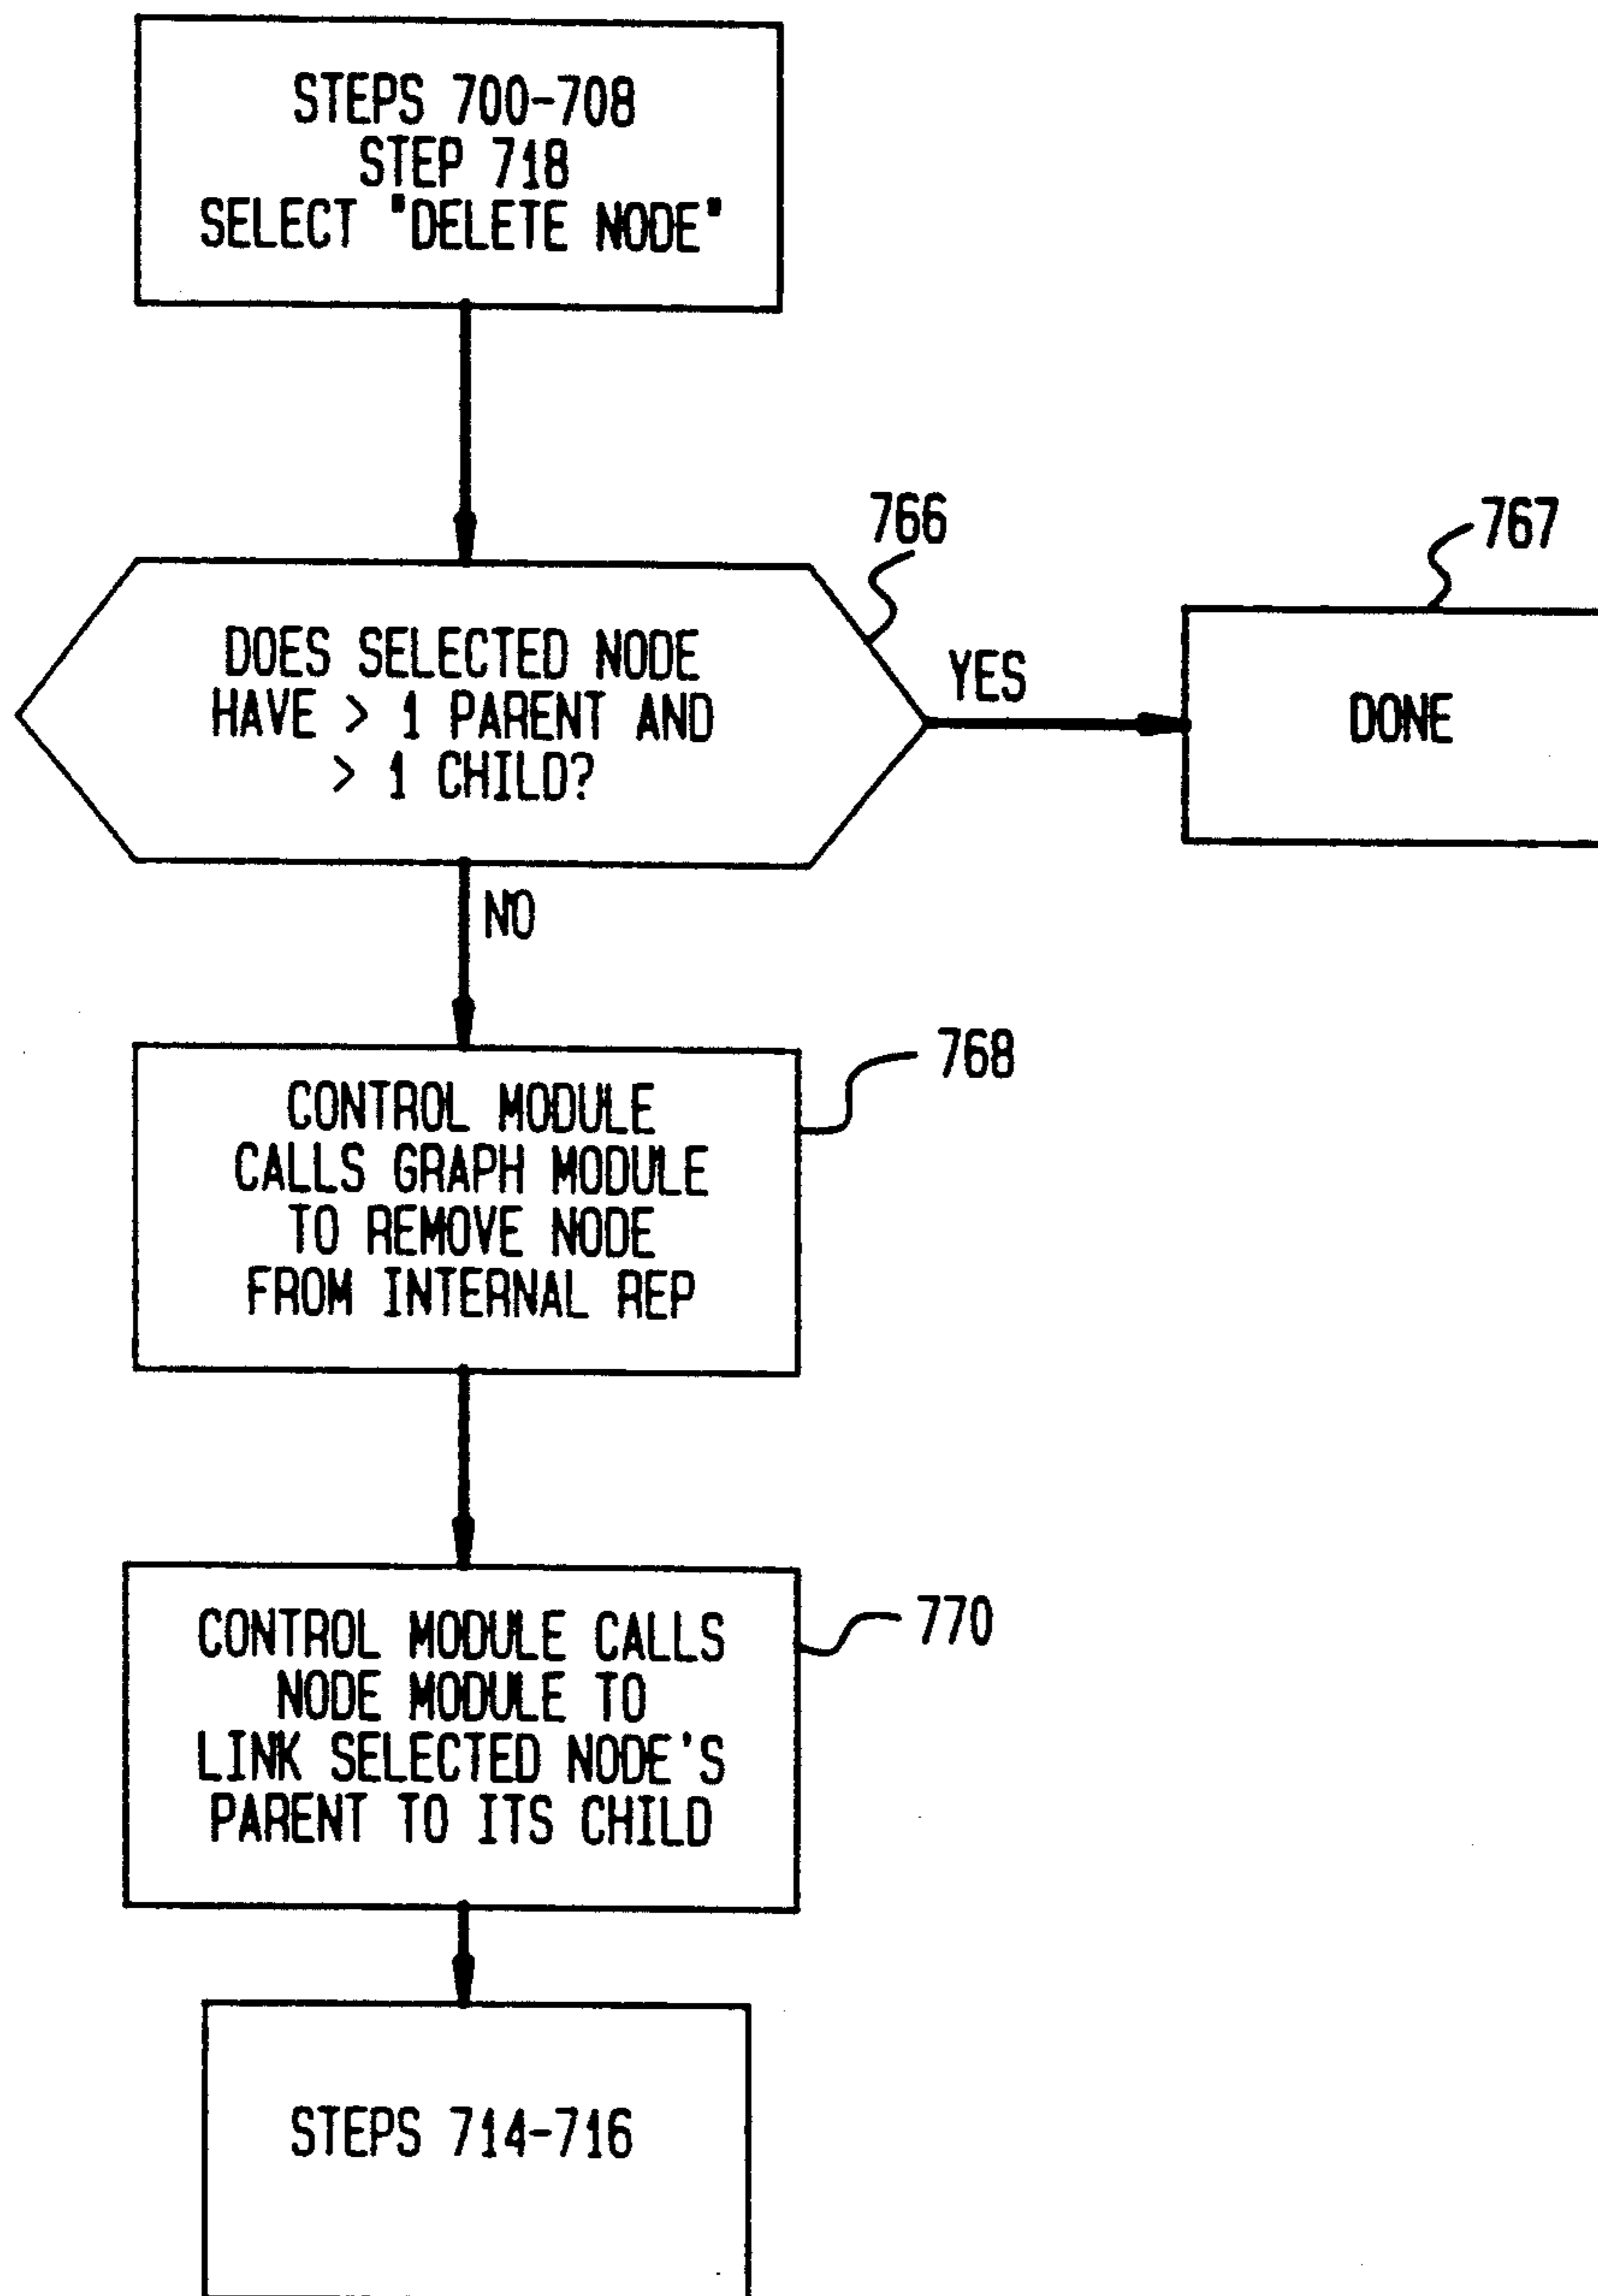 STEPS 700-708
STEP 718
SELECT "DELETE NODE"
766
767
DOES SELECTED NODE
HAVE > 1 PARENT AND
> 1 CHILD?
YES
DONE
NO
768
CONTROL MODULE
CALLS GRAPH MODULE
TO REMOVE NODE
FROM INTERNAL REP
770
CONTROL MODULE CALLS
NODE MODULE TO
LINK SELECTED NODE'S
PARENT TO ITS CHILD
STEPS 714-716